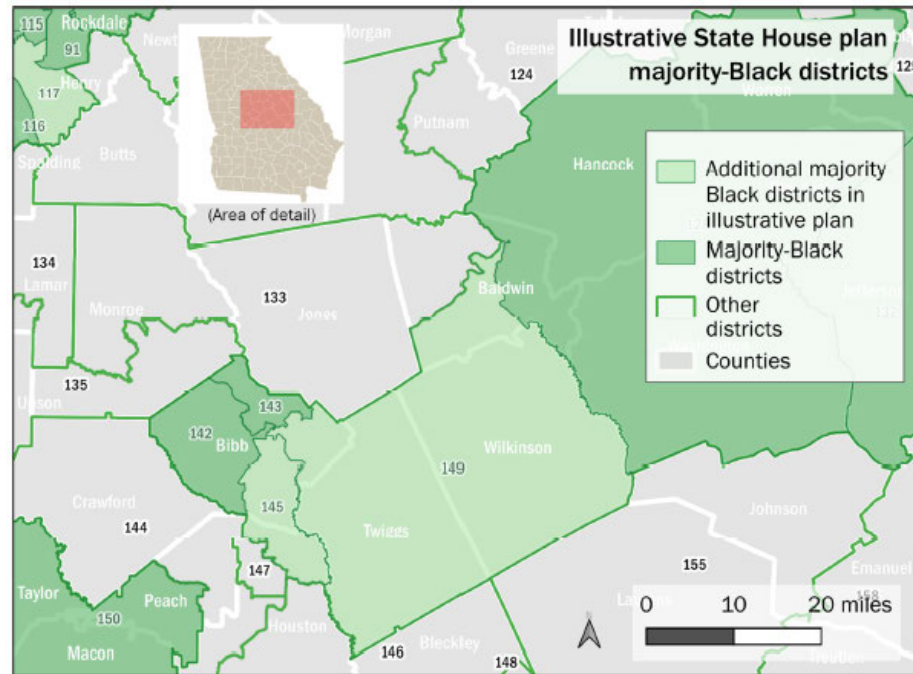 Illustrative State House plan
majority-Black districts
Additional majority
Black districts in
illustrative plan
Majority-Black
districts
Other
districts
Counties
(Area of detail)
0 10 20 miles
N
115
Rockdale
91
Henry
117
116
Spalding
Butts
Morgan
Greene
124
125
Putnam
Warren
Hancock
134
Lamar
Monroe
133
Jones
Baldwin
135
143
142
Bibb
Wilkinson
149
145
Crawford
144
Twiggs
Johnson
147
155
Emanuel
158
Taylor
Peach
150
Macon
Houston
146
Bleckley
148